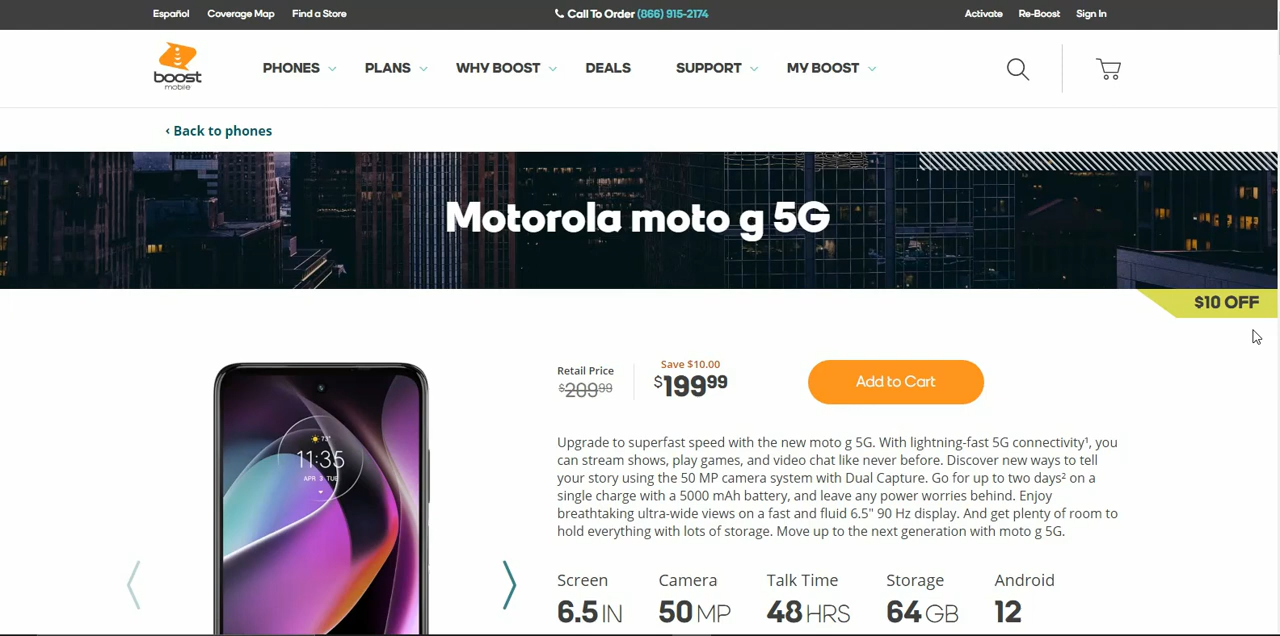 Español Coverage Map Find a Store Call To Order (866) 915-2174 Activate Re-Boost Sign In
boost mobile PHONES PLANS WHY BOOST DEALS SUPPORT MY BOOST
‹ Back to phones
Motorola moto g 5G
$10 OFF
Retail Price Save $10.00
$209.99 $199.99 Add to Cart
Upgrade to superfast speed with the new moto g 5G. With lightning-fast 5G connectivity¹, you
can stream shows, play games, and video chat like never before. Discover new ways to tell
your story using the 50 MP camera system with Dual Capture. Go for up to two days² on a
single charge with a 5000 mAh battery, and leave any power worries behind. Enjoy
breathtaking ultra-wide views on a fast and fluid 6.5" 90 Hz display. And get plenty of room to
hold everything with lots of storage. Move up to the next generation with moto g 5G.
73°
11:35
APR 3 TUE
Screen Camera Talk Time Storage Android
6.5 IN 50 MP 48 HRS 64 GB 12